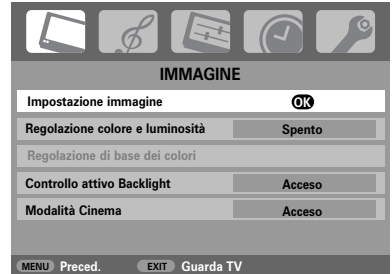 IMMAGINE
Impostazione immagine OK
Regolazione colore e luminosità Spento
Regolazione di base dei colori
Controllo attivo Backlight Acceso
Modalità Cinema Acceso
MENU Preced. EXIT Guarda TV